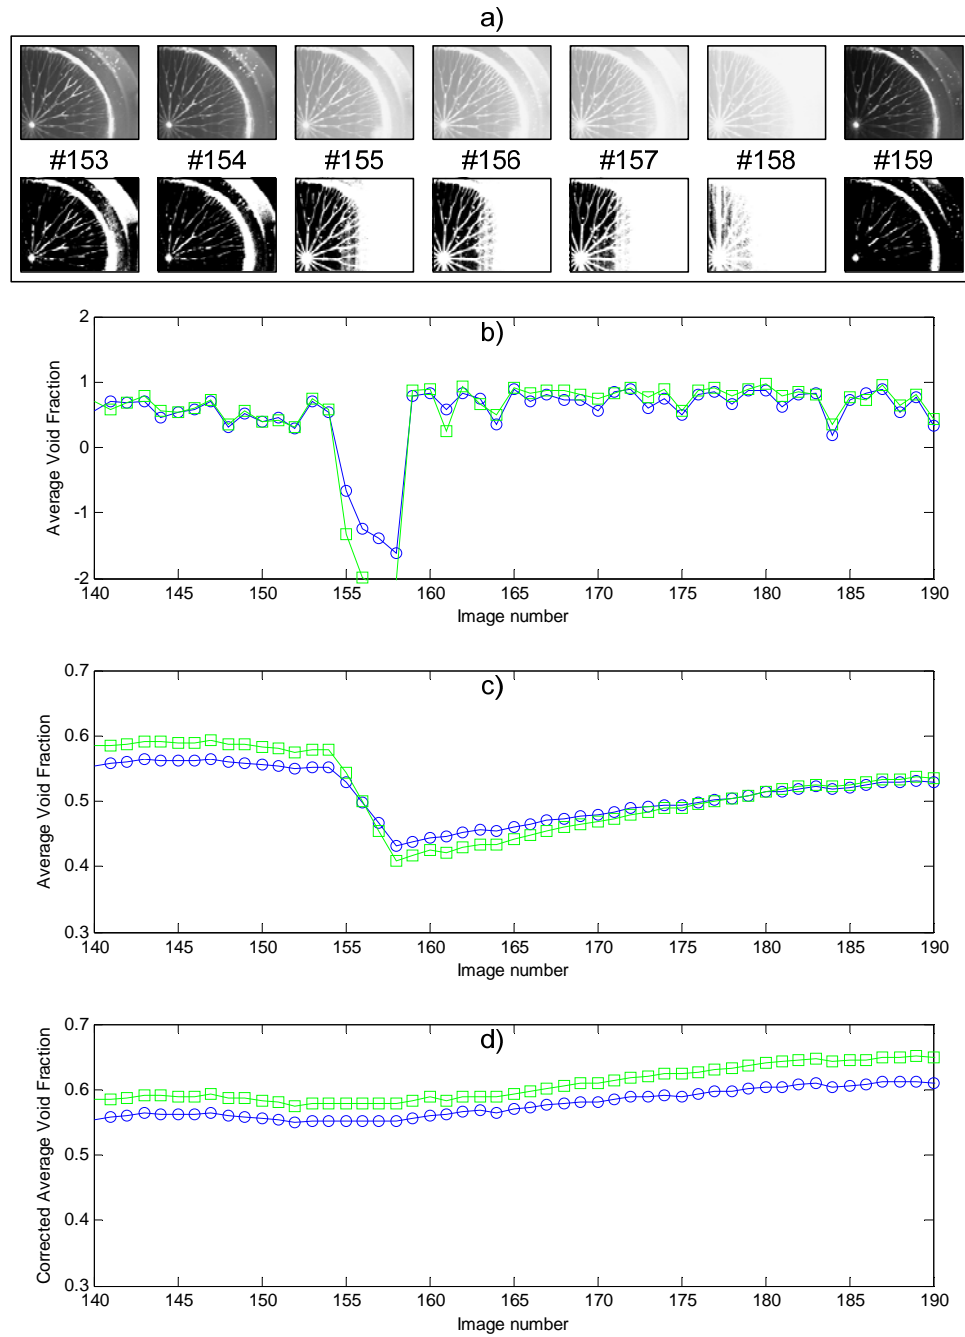 a)
#153 #154 #155 #156 #157 #158 #159
b)
2
1
0
-1
-2
Average Void Fraction
140 145 150 155 160 165 170 175 180 185 190
Image number
c)
0.7
0.6
0.5
0.4
0.3
Average Void Fraction
140 145 150 155 160 165 170 175 180 185 190
Image number
d)
0.7
0.6
0.5
0.4
0.3
Corrected Average Void Fraction
140 145 150 155 160 165 170 175 180 185 190
Image number